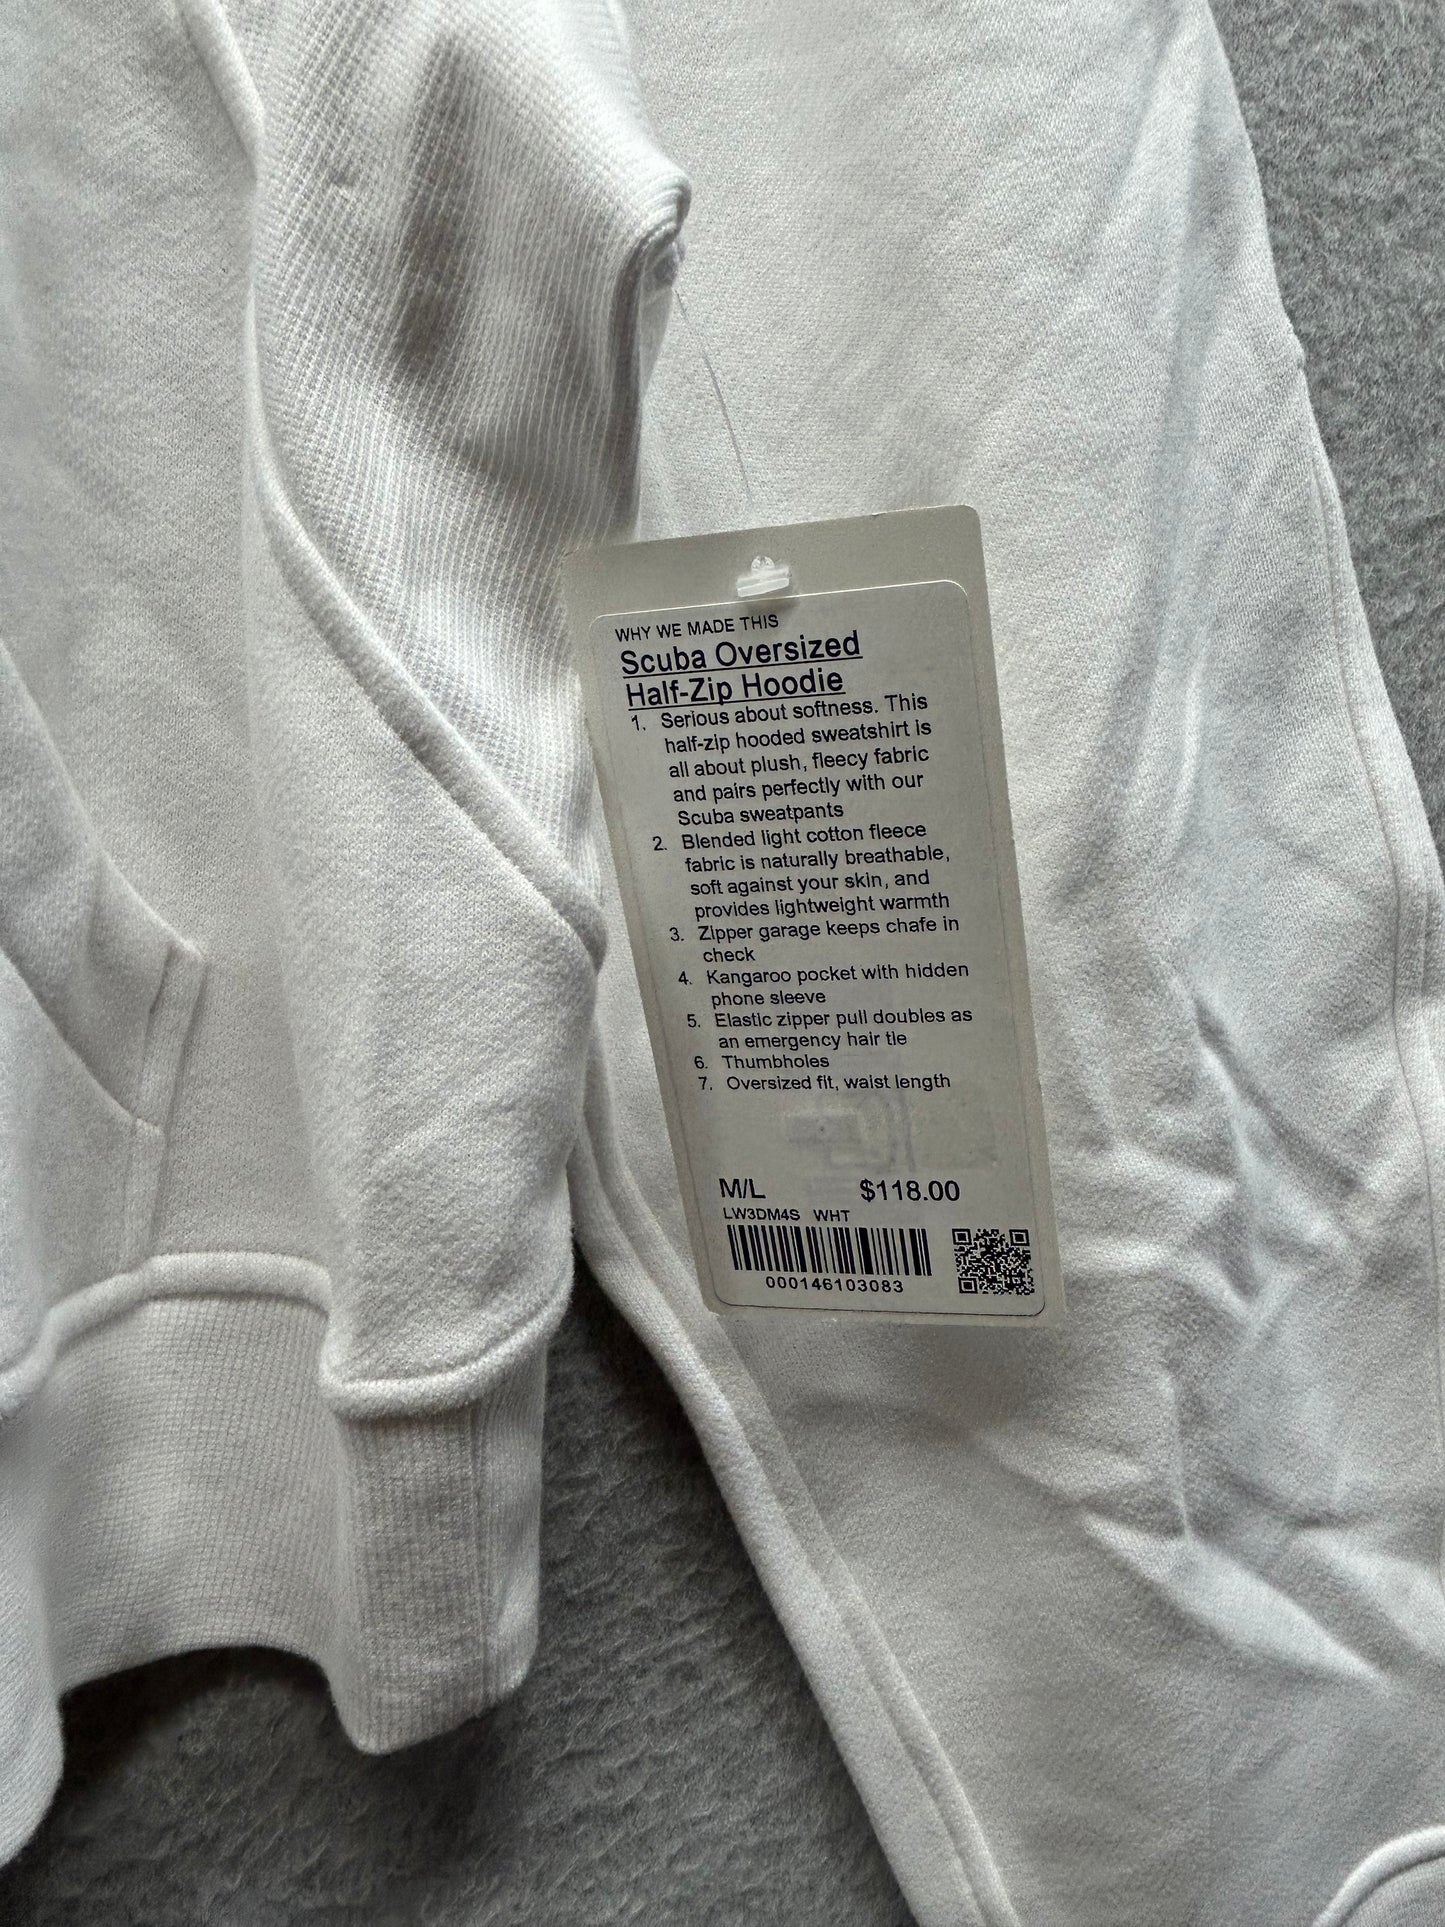 WHY WE MADE THIS
Scuba Oversized
Half-Zip Hoodie
1. Serious about softness. This
half-zip hooded sweatshirt is
all about plush, fleecy fabric
and pairs perfectly with our
Scuba sweatpants
2. Blended light cotton fleece
fabric is naturally breathable,
soft against your skin, and
provides lightweight warmth
3. Zipper garage keeps chafe in
check
4. Kangaroo pocket with hidden
phone sleeve
5. Elastic zipper pull doubles as
an emergency hair tie
6. Thumbholes
7. Oversized fit, waist length
M/L $118.00
LW3DM4S WHT
000146103083